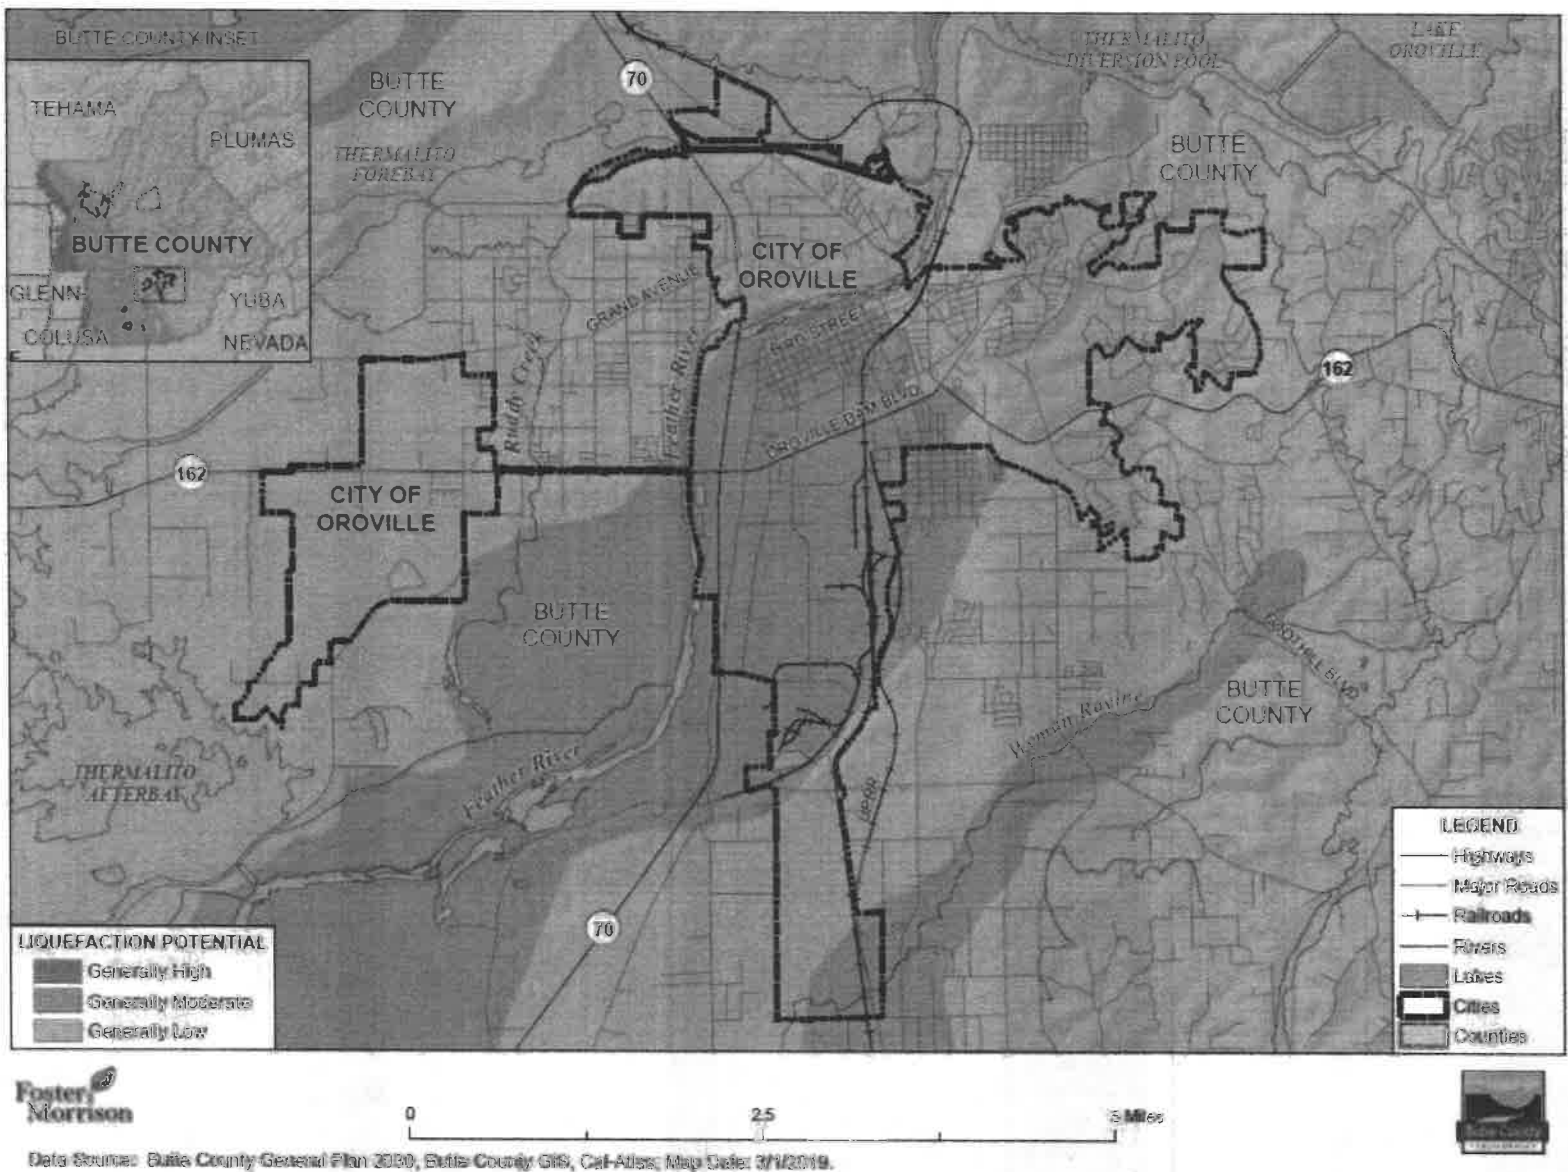 BUTTE COUNTY INSET
TEHAMA
PLUMAS
BUTTE COUNTY
GLENN
YUBA
COLUSA
NEVADA
BUTTE
COUNTY
THERMALITO
FOREBAY
70
THERMALITO
DIVERSION POOL
LAKE
OROVILLE
BUTTE
COUNTY
CITY OF
OROVILLE
GRAND AVENUE
Ruddy Creek
Feather River
OROVILLE DAM BLVD
162
162
CITY OF
OROVILLE
BUTTE
COUNTY
FOOTHILL BLVD
BUTTE
COUNTY
Wyman Ravine
THERMALITO
AFTERBAY
Feather River
UPRR
70
LIQUEFACTION POTENTIAL
Generally High
Generally Moderate
Generally Low
LEGEND
Highways
Major Roads
Railroads
Rivers
Lakes
Cities
Counties
Foster
Morrison
0 2.5 5 Miles
Data Source: Butte County General Plan 2030, Butte County GIS, Cal-Atlas; Map Date: 3/1/2019.